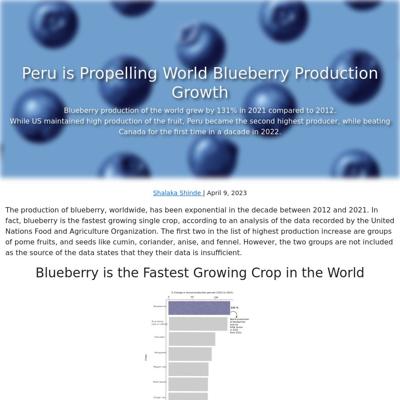 Peru is Propelling World Blueberry Production
Growth
Blueberry production of the world grew by 131% in 2021 compared to 2012.
While US maintained high production of the fruit, Peru became the second highest producer, while beating
Canada for the first time in a dacade in 2022.
Shalaka Shinde | April 9, 2023
The production of blueberry, worldwide, has been exponential in the decade between 2012 and 2021. In
fact, blueberry is the fastest growing single crop, according to an analysis of the data recorded by the United
Nations Food and Agriculture Organization. The first two in the list of highest production increase are groups
of pome fruits, and seeds like cumin, coriander, anise, and fennel. However, the two groups are not included
as the source of the data states that they their data is insufficient.
Blueberry is the Fastest Growing Crop in the World